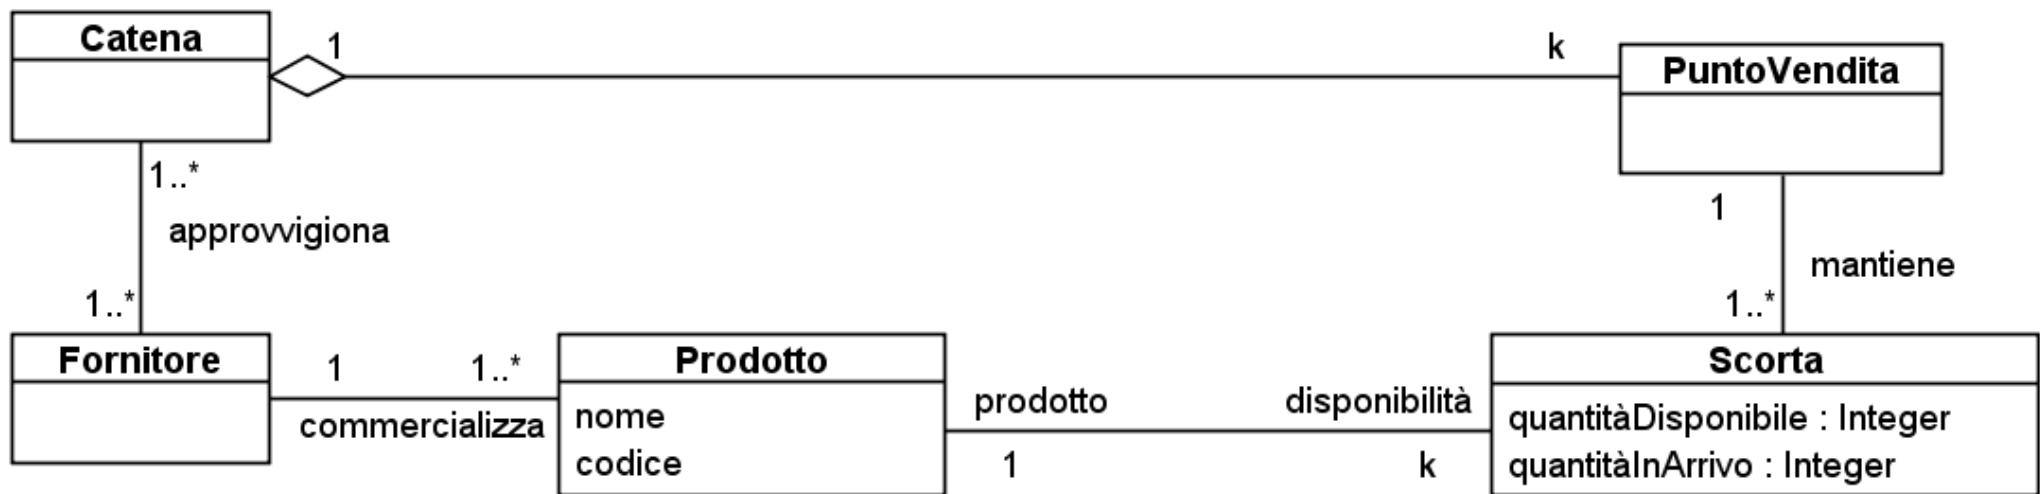 Catena
1
k
PuntoVendita
1..*
approvvigiona
1..*
1
mantiene
1..*
Fornitore
1
1..*
commercializza
Prodotto
nome
codice
prodotto
disponibilità
1
k
Scorta
quantitàDisponibile : Integer
quantitàInArrivo : Integer